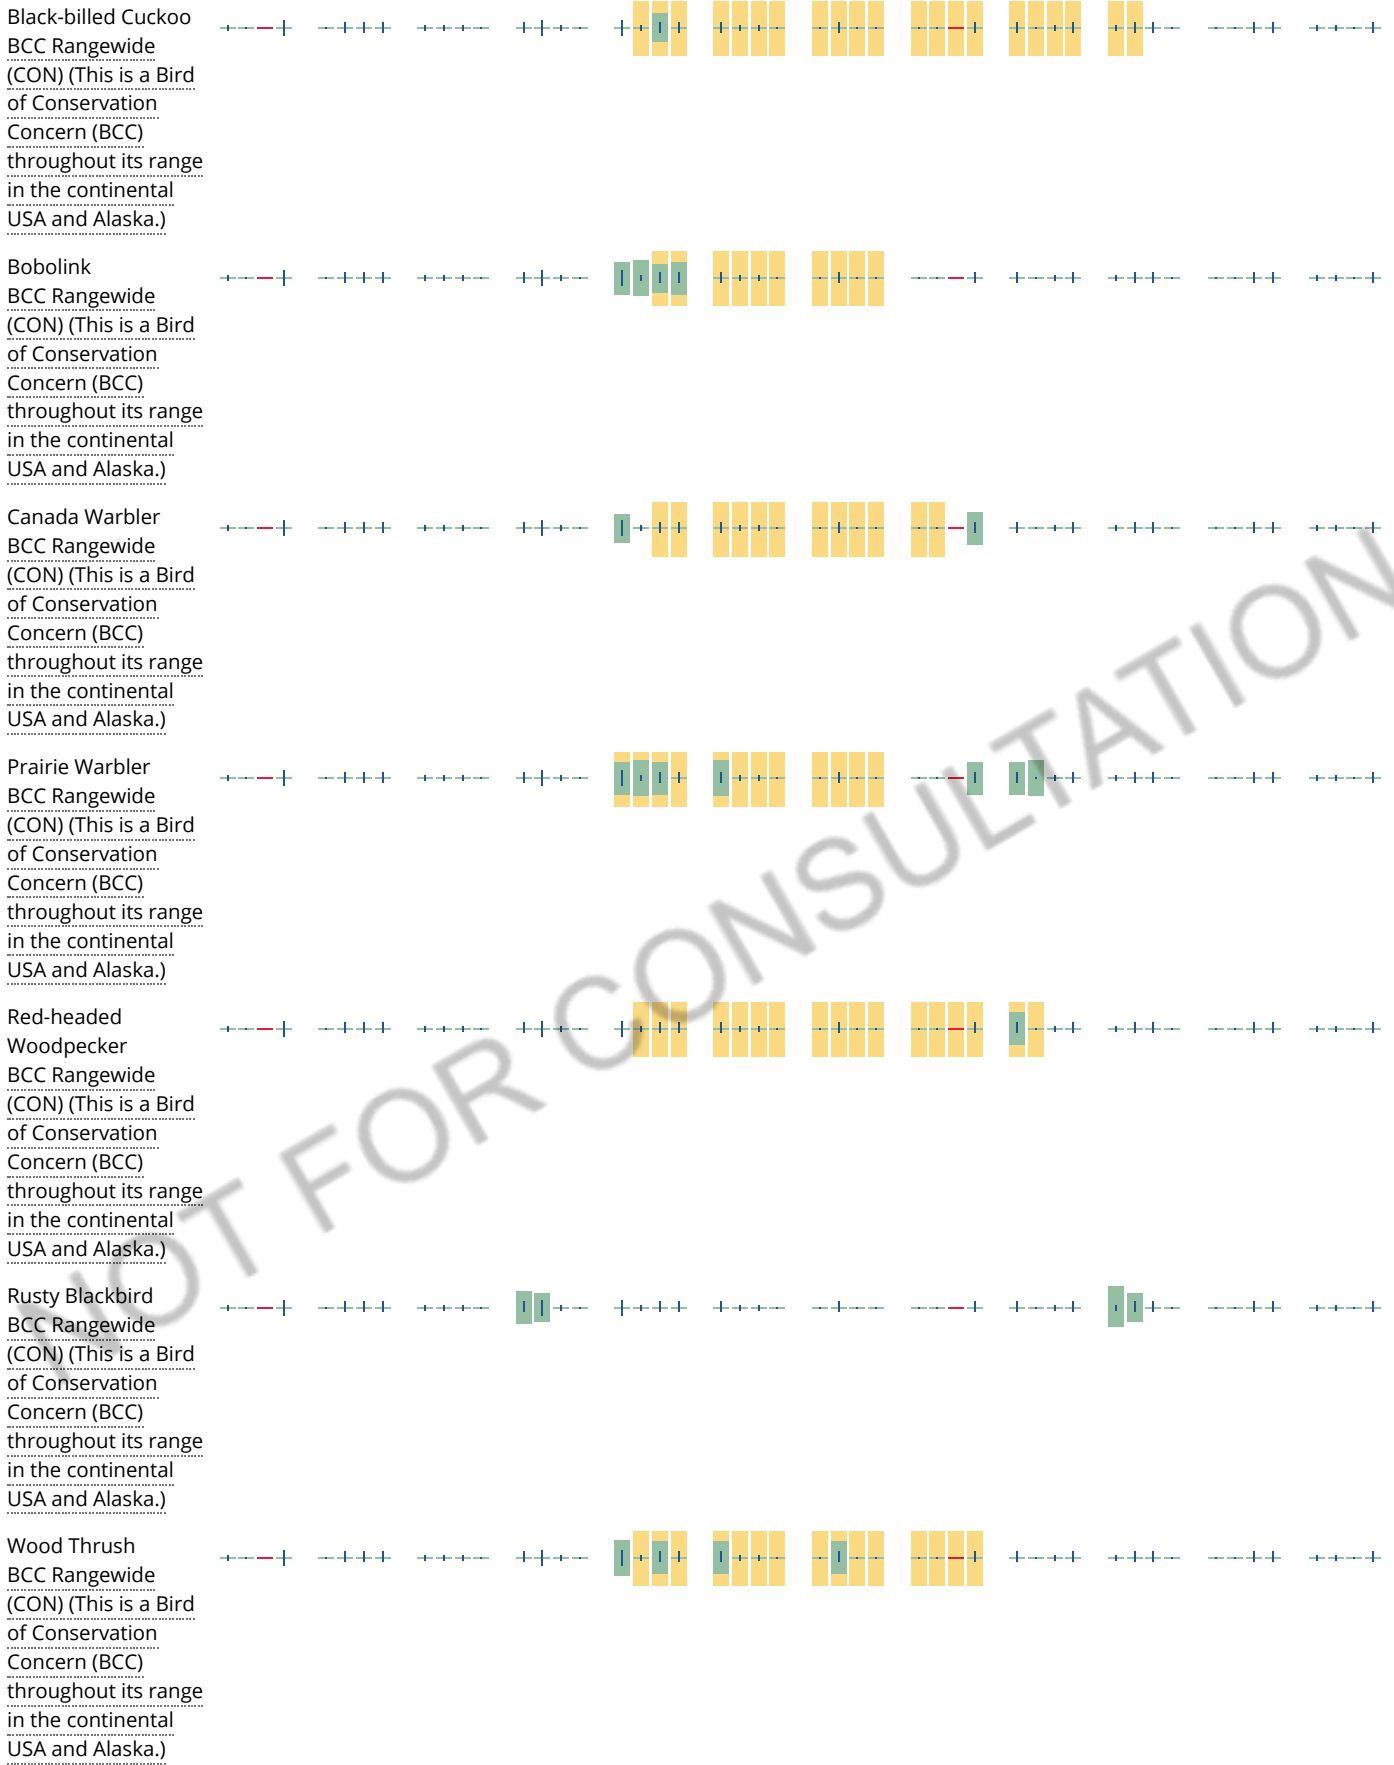 Black-billed Cuckoo
BCC Rangewide
(CON) (This is a Bird
of Conservation
Concern (BCC)
throughout its range
in the continental
USA and Alaska.)
Bobolink
BCC Rangewide
(CON) (This is a Bird
of Conservation
Concern (BCC)
throughout its range
in the continental
USA and Alaska.)
Canada Warbler
BCC Rangewide
(CON) (This is a Bird
of Conservation
Concern (BCC)
throughout its range
in the continental
USA and Alaska.)
Prairie Warbler
BCC Rangewide
(CON) (This is a Bird
of Conservation
Concern (BCC)
throughout its range
in the continental
USA and Alaska.)
Red-headed
Woodpecker
BCC Rangewide
(CON) (This is a Bird
of Conservation
Concern (BCC)
throughout its range
in the continental
USA and Alaska.)
Rusty Blackbird
BCC Rangewide
(CON) (This is a Bird
of Conservation
Concern (BCC)
throughout its range
in the continental
USA and Alaska.)
Wood Thrush
BCC Rangewide
(CON) (This is a Bird
of Conservation
Concern (BCC)
throughout its range
in the continental
USA and Alaska.)
NOT FOR CONSULTATION